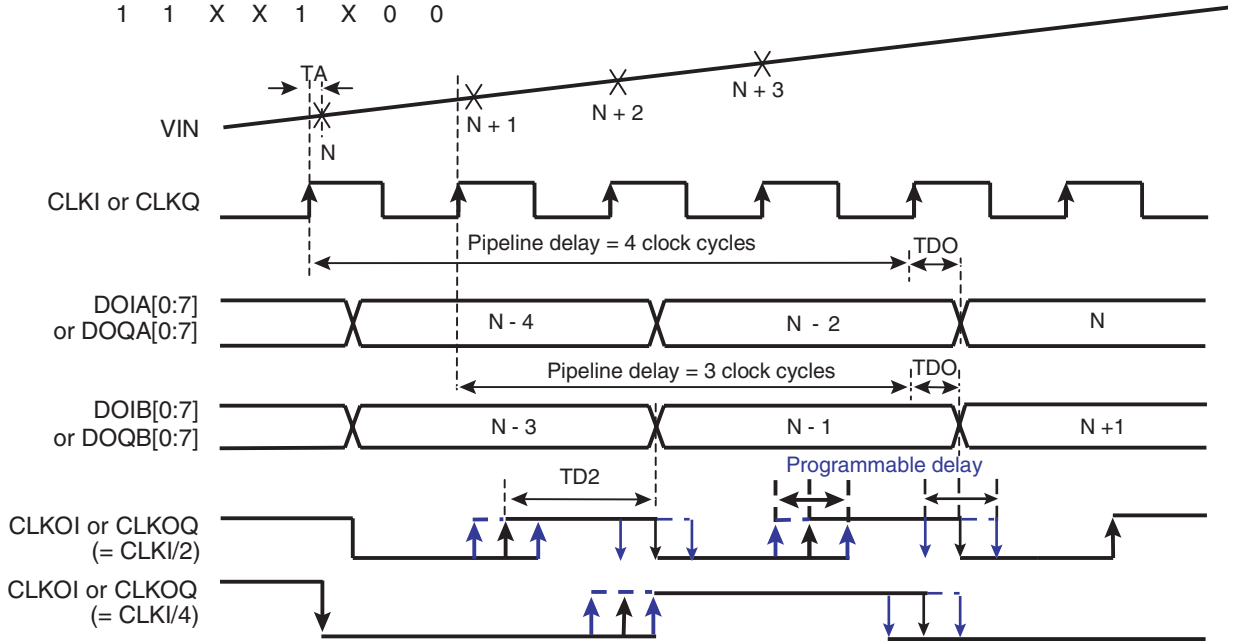 1 1 X X 1 X 0 0
TA
VIN
N
N + 1
N + 2
N + 3
CLKI or CLKQ
Pipeline delay = 4 clock cycles
TDO
DOIA[0:7]
or DOQA[0:7]
N - 4
N - 2
N
Pipeline delay = 3 clock cycles
TDO
DOIB[0:7]
or DOQB[0:7]
N - 3
N - 1
N +1
TD2
Programmable delay
CLKOI or CLKOQ
(= CLKI/2)
CLKOI or CLKOQ
(= CLKI/4)